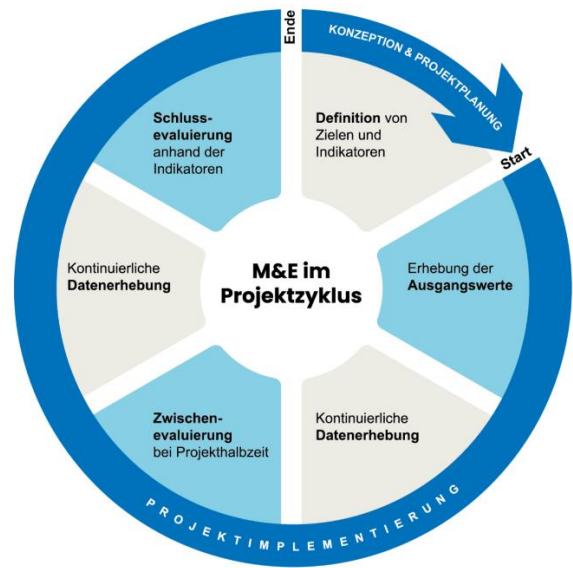 Ende
KONZEPTION & PROJEKTPLANUNG
Start
Definition von
Zielen und
Indikatoren
Erhebung der
Ausgangswerte
Kontinuierliche
Datenerhebung
Zwischen-
evaluierung
bei Projekthalbzeit
Kontinuierliche
Datenerhebung
Schluss-
evaluierung
anhand der
Indikatoren
M&E im
Projektzyklus
PROJEKTIMPLEMENTIERUNG